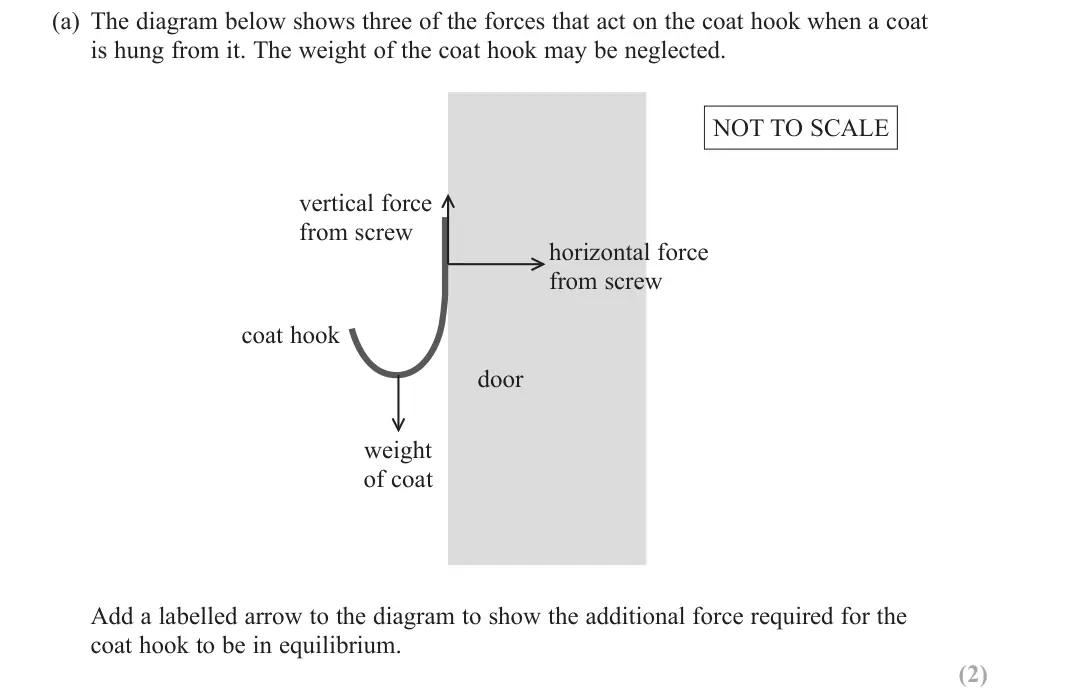 (a) The diagram below shows three of the forces that act on the coat hook when a coat
is hung from it. The weight of the coat hook may be neglected.
NOT TO SCALE
vertical force
from screw
horizontal force
from screw
coat hook
door
weight
of coat
Add a labelled arrow to the diagram to show the additional force required for the
coat hook to be in equilibrium.
(2)